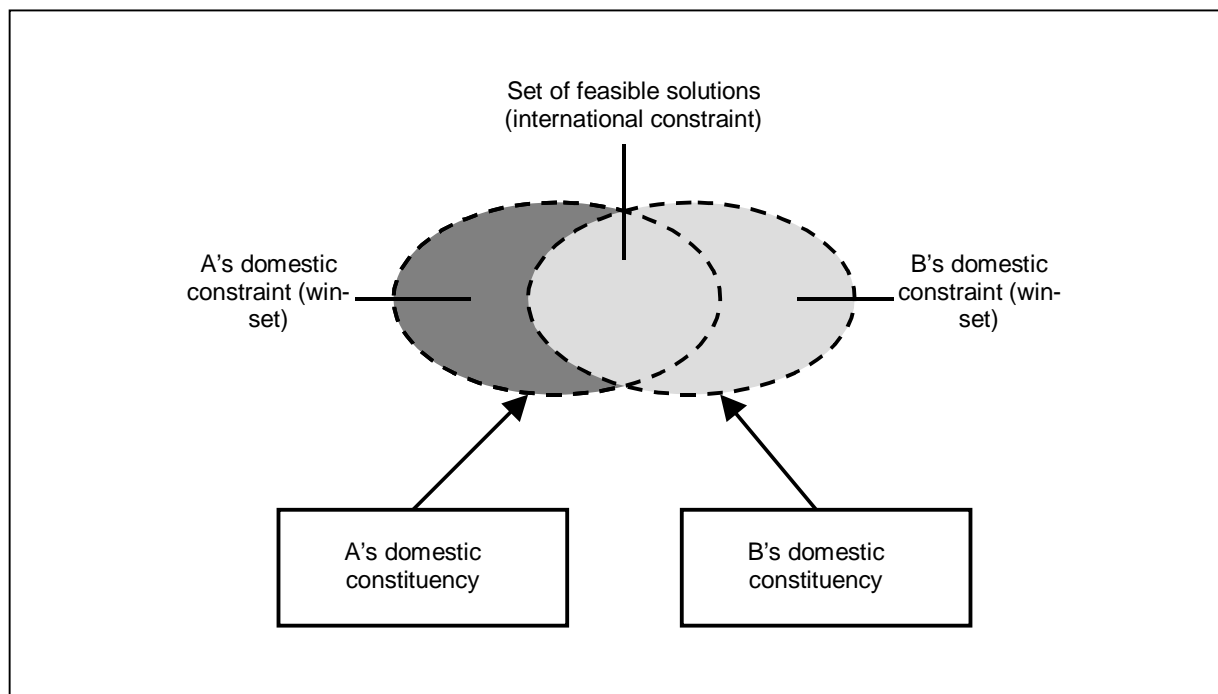 Set of feasible solutions
(international constraint)
A's domestic
constraint (win-
set)
B's domestic
constraint (win-
set)
A’s domestic
constituency
B’s domestic
constituency